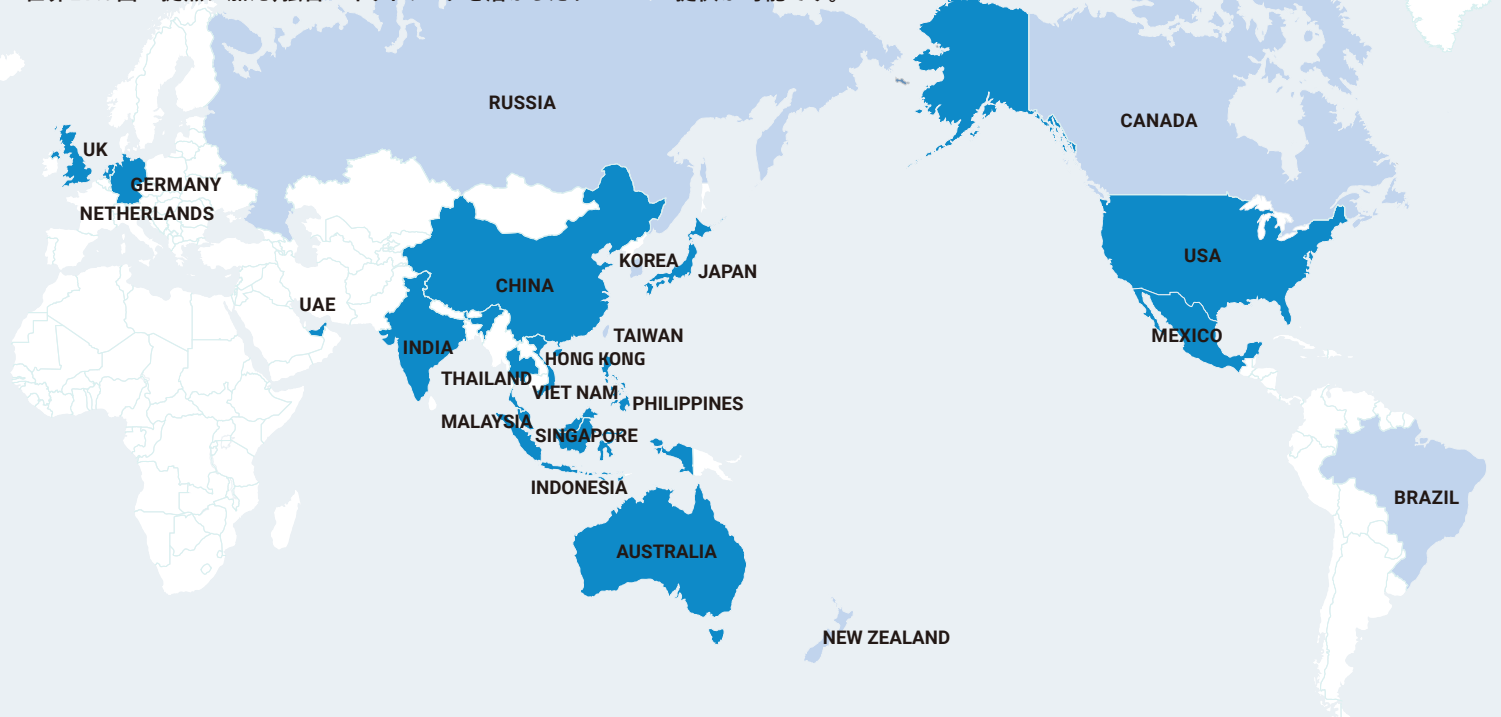 RUSSIA
CANADA
UK
GERMANY
NETHERLANDS
USA
KOREA
JAPAN
CHINA
UAE
TAIWAN
MEXICO
INDIA
HONG KONG
THAILAND
VIET NAM
PHILIPPINES
MALAYSIA
SINGAPORE
INDONESIA
BRAZIL
AUSTRALIA
NEW ZEALAND